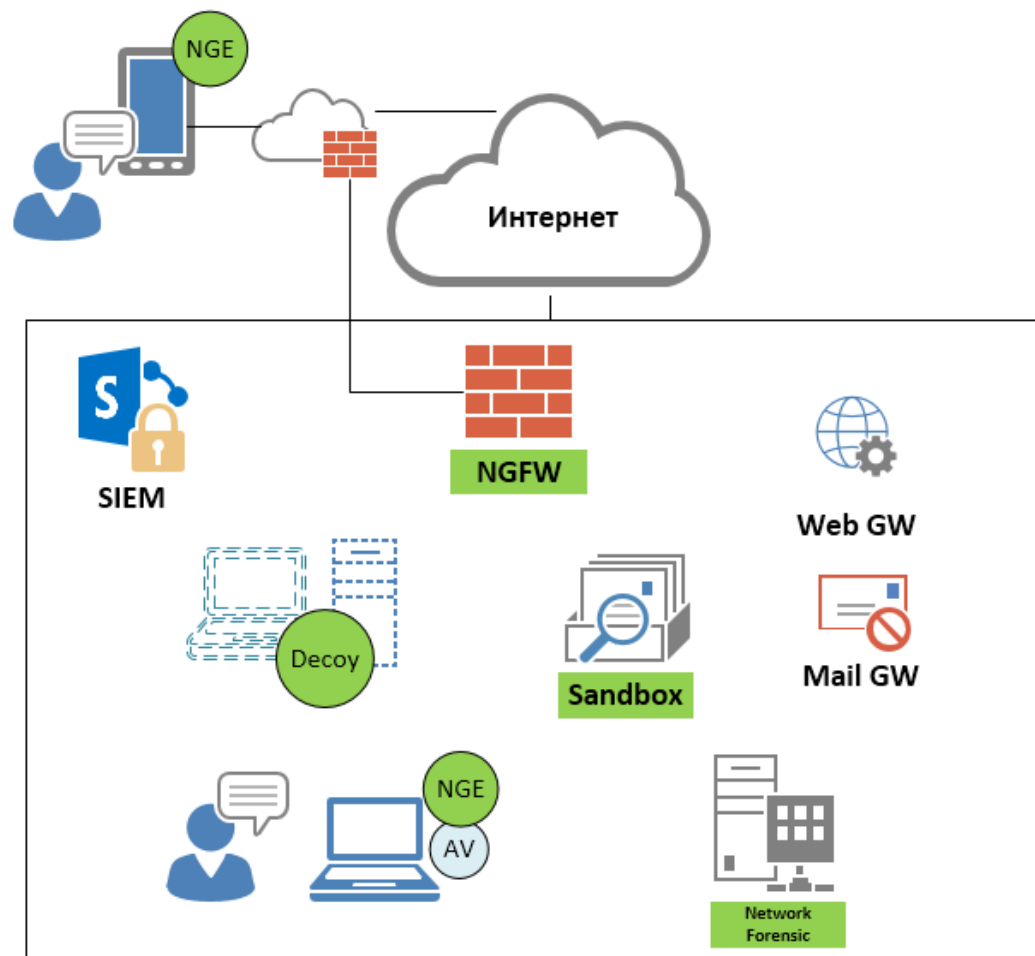 NGE
Интернет
S
SIEM
NGFW
Web GW
Decoy
Sandbox
Mail GW
NGE
AV
Network
Forensic